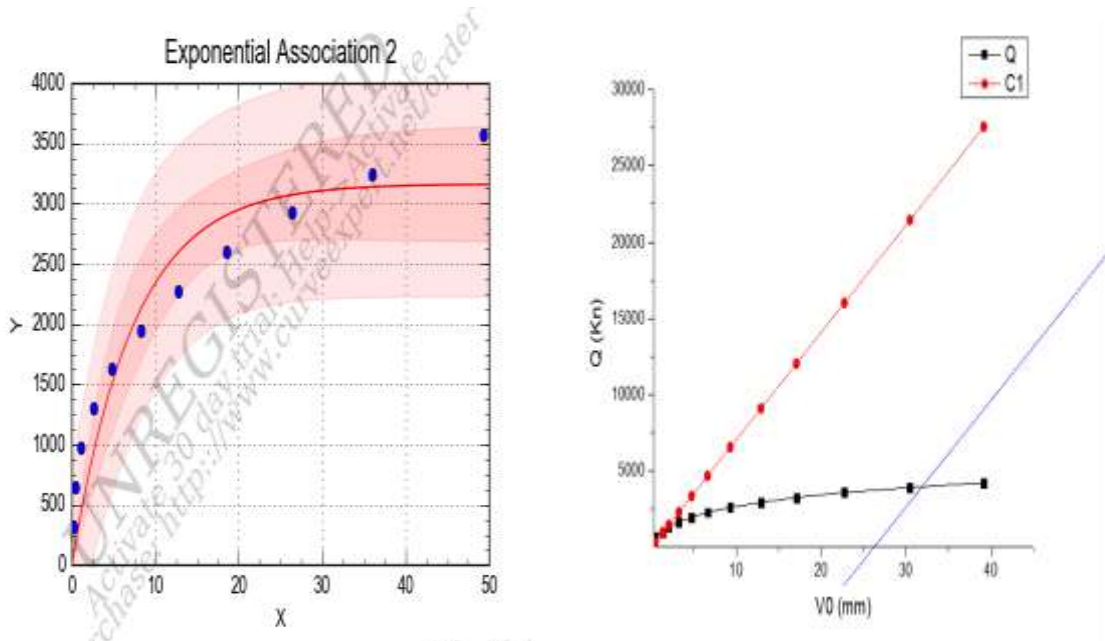 Exponential Association 2
4000
3500
3000
2500
2000
1500
1000
500
0
Y
0 10 20 30 40 50
X
UNREGISTERED
Activate 30 day trial: help->Activate
rchase http://www.curveexpert.net/order
Q
C1
30000
25000
20000
15000
10000
5000
Q (Kn)
10 20 30 40
V0 (mm)